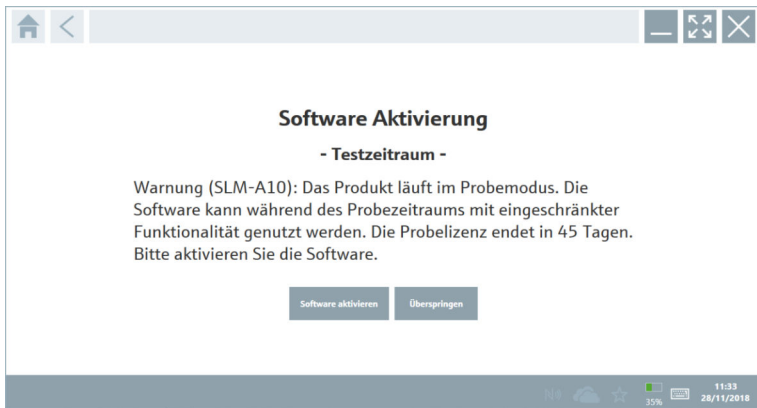 Software Aktivierung
- Testzeitraum -
Warnung (SLM-A10): Das Produkt läuft im Probemodus. Die
Software kann während des Probezeitraums mit eingeschränkter
Funktionalität genutzt werden. Die Probelizenz endet in 45 Tagen.
Bitte aktivieren Sie die Software.
Software aktivieren Überspringen
35%
11:33
28/11/2018